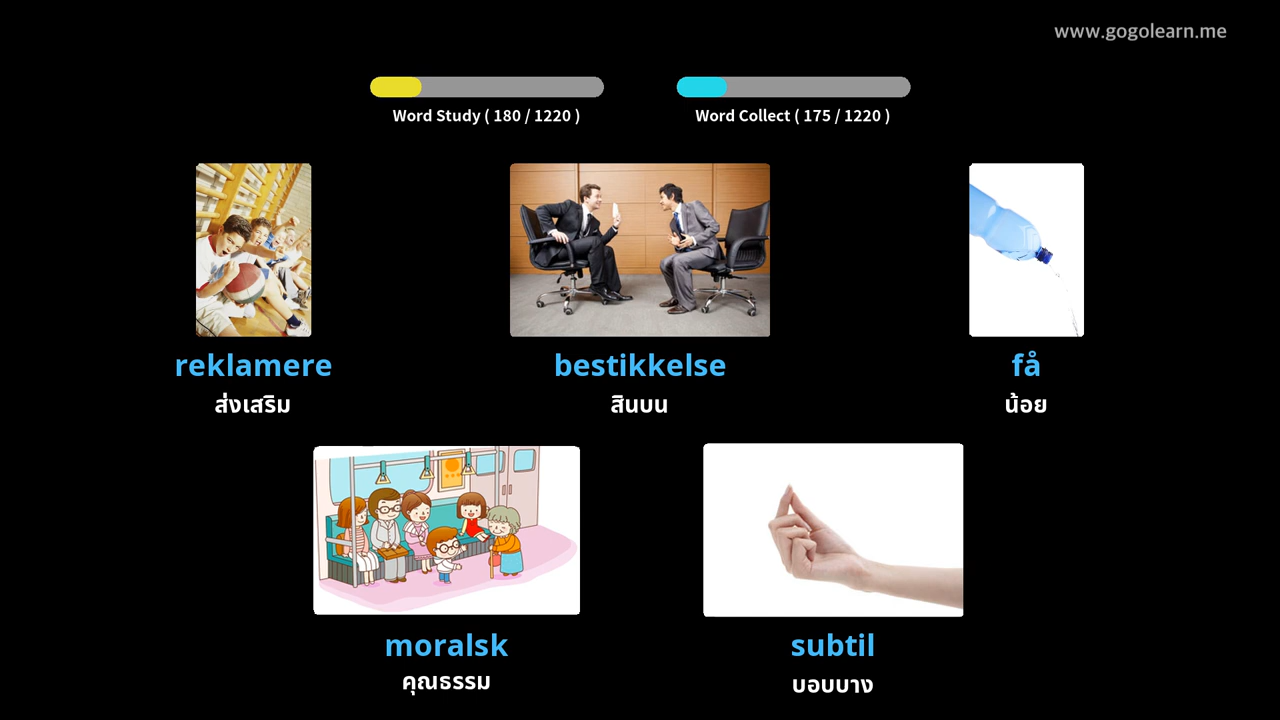 www.gogolearn.me
Word Study ( 180 / 1220 )
Word Collect ( 175 / 1220 )
reklamere
ส่งเสริม
bestikkelse
สินบน
få
น้อย
moralsk
คุณธรรม
subtil
บอบบาง